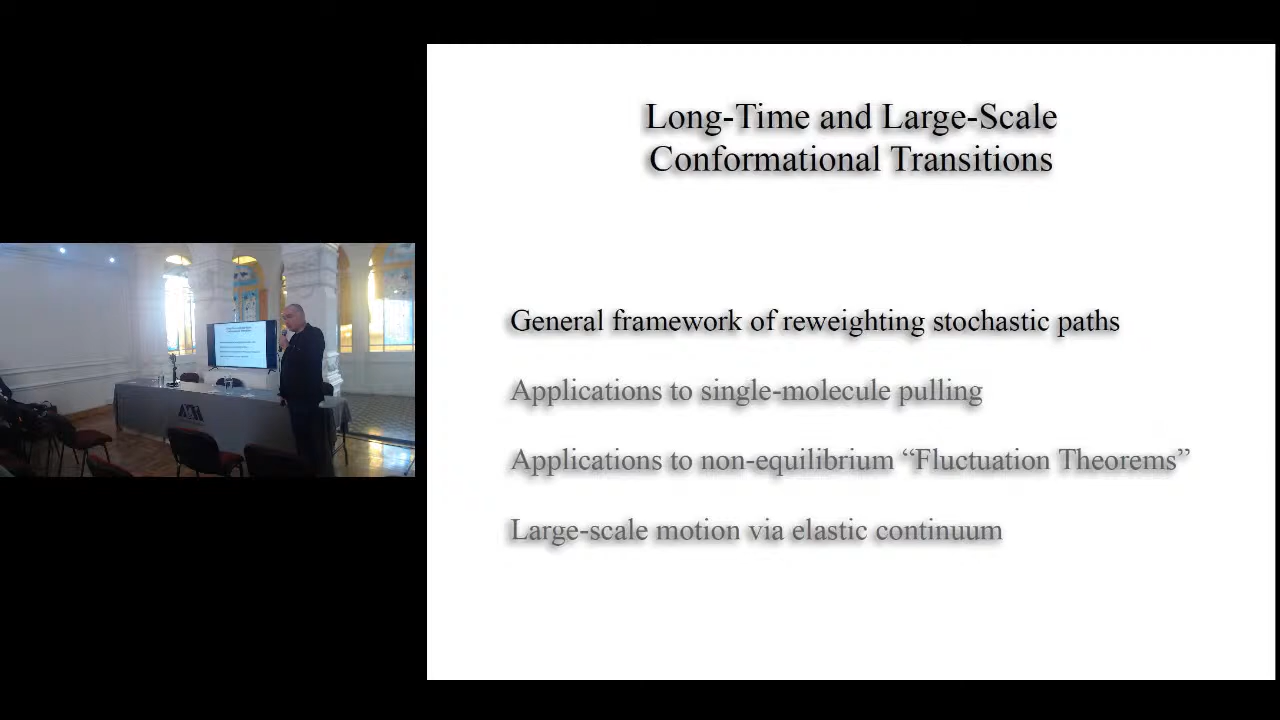 Long-Time and Large-Scale
Conformational Transitions
General framework of reweighting stochastic paths
Applications to single-molecule pulling
Applications to non-equilibrium “Fluctuation Theorems”
Large-scale motion via elastic continuum